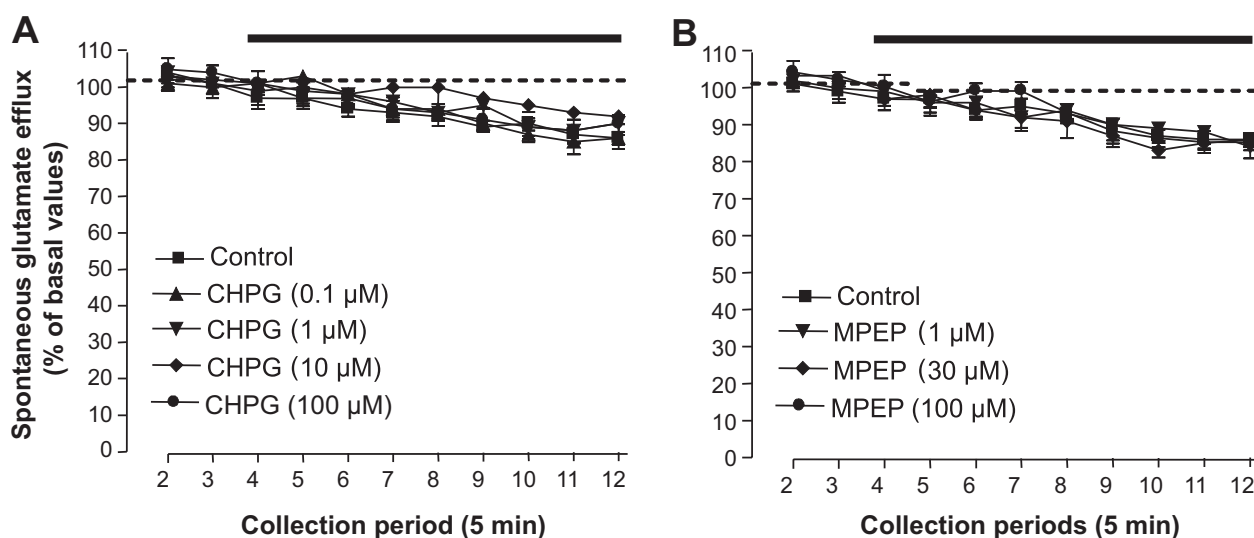 A
Spontaneous glutamate efflux
(% of basal values)
110
100
90
80
70
60
50
40
30
20
10
0
Control
CHPG (0.1 µM)
CHPG (1 µM)
CHPG (10 µM)
CHPG (100 µM)
2 3 4 5 6 7 8 9 10 11 12
Collection period (5 min)
B
110
100
90
80
70
60
50
40
30
20
10
0
Control
MPEP (1 µM)
MPEP (30 µM)
MPEP (100 µM)
2 3 4 5 6 7 8 9 10 11 12
Collection periods (5 min)